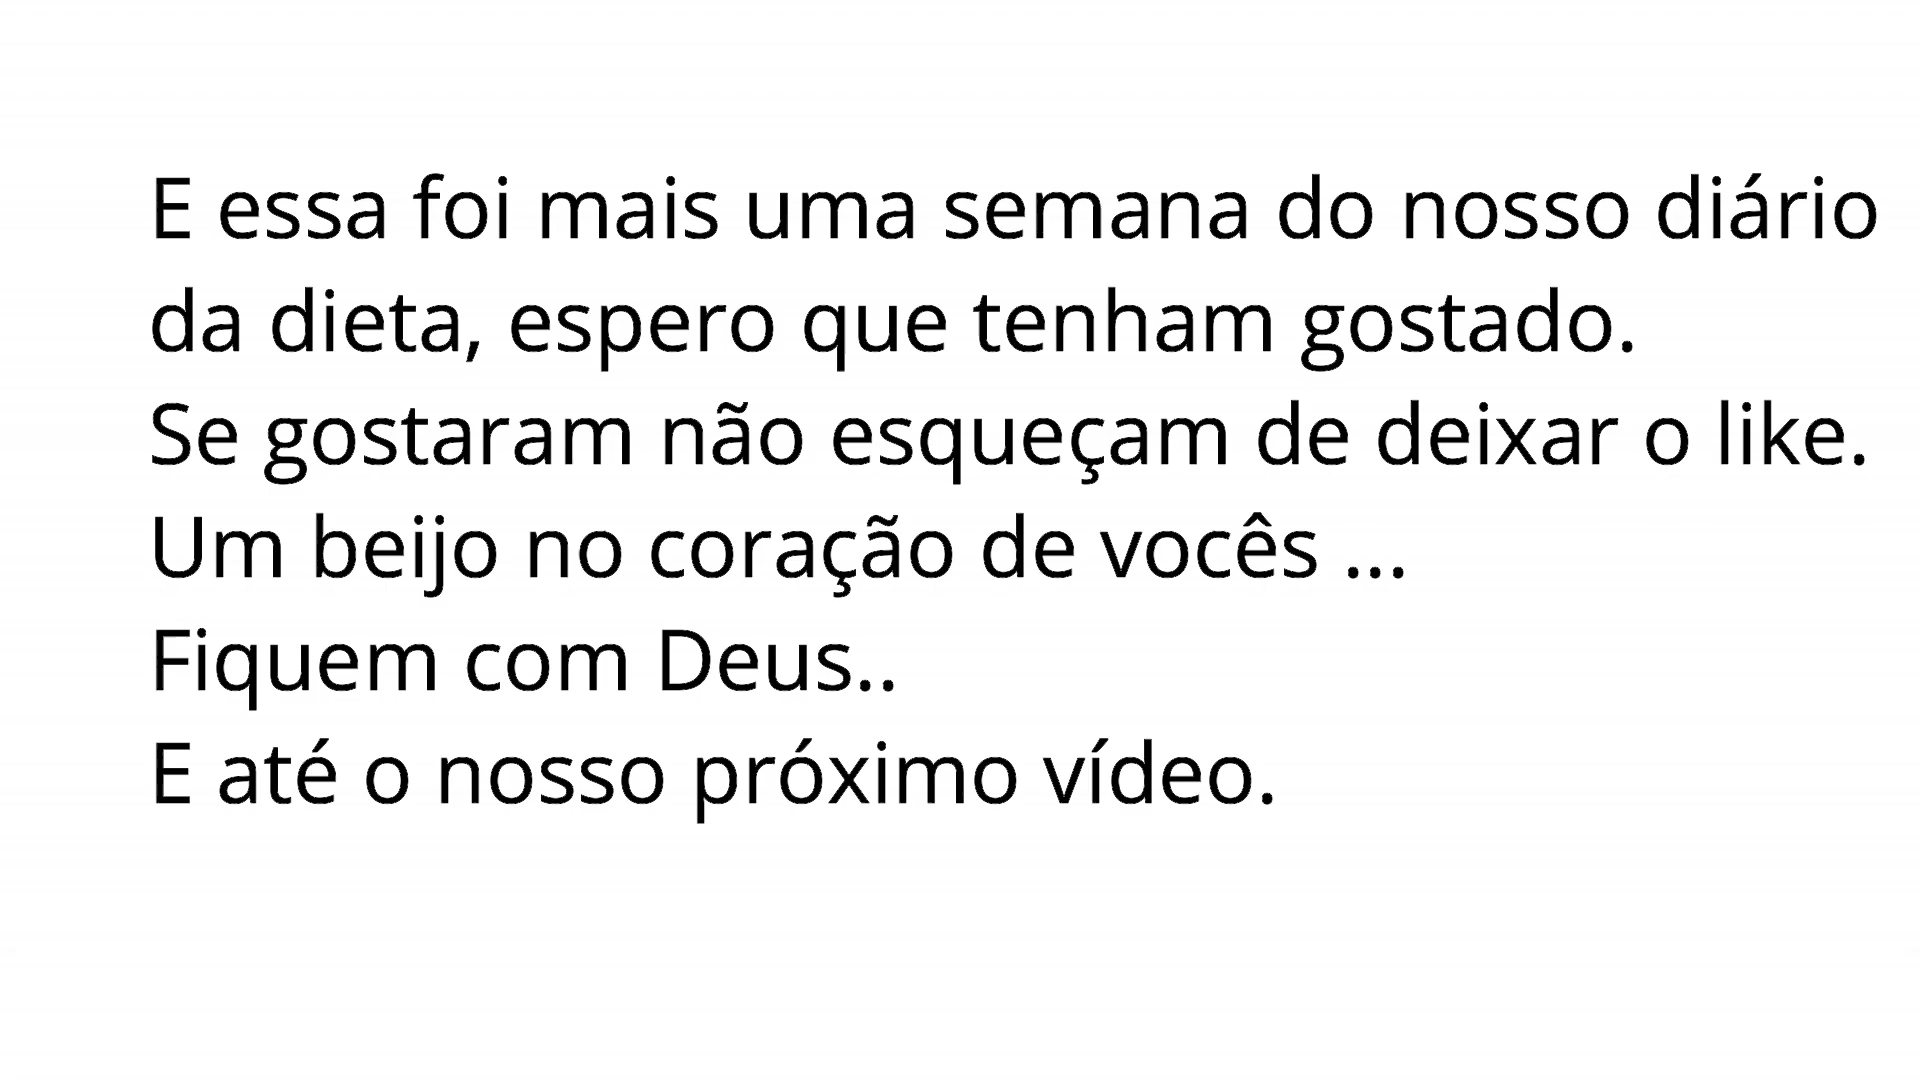 E essa foi mais uma semana do nosso diário
da dieta, espero que tenham gostado.
Se gostaram não esqueçam de deixar o like.
Um beijo no coração de vocês ...
Fiquem com Deus..
E até o nosso próximo vídeo.